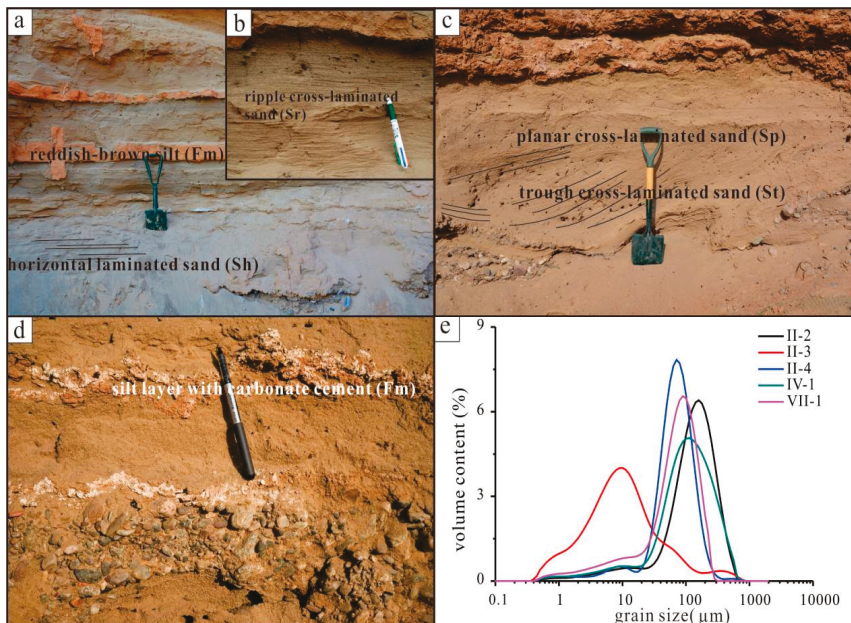 a
reddish-brown silt (Fm)
horizontal laminated sand (Sh)
b
ripple cross-laminated
sand (Sr)
c
planar cross-laminated sand (Sp)
trough cross-laminated sand (St)
d
silt layer with carbonate cement (Fm)
e
9
6
3
0
volume content (%)
II-2
II-3
II-4
IV-1
VII-1
0.1
1
10
100
1000
10000
grain size( µm)